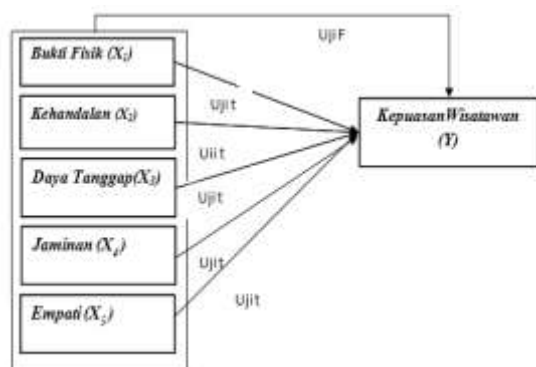 UjiF
Bukti Fisik (X₁)
Ujit
Kehandalan (X₂)
KepuasanWisatawan
(Y)
Uiit
Daya Tanggap(X₃)
Ujit
Jaminan (X₄)
Ujit
Empati (X₅)
Ujit